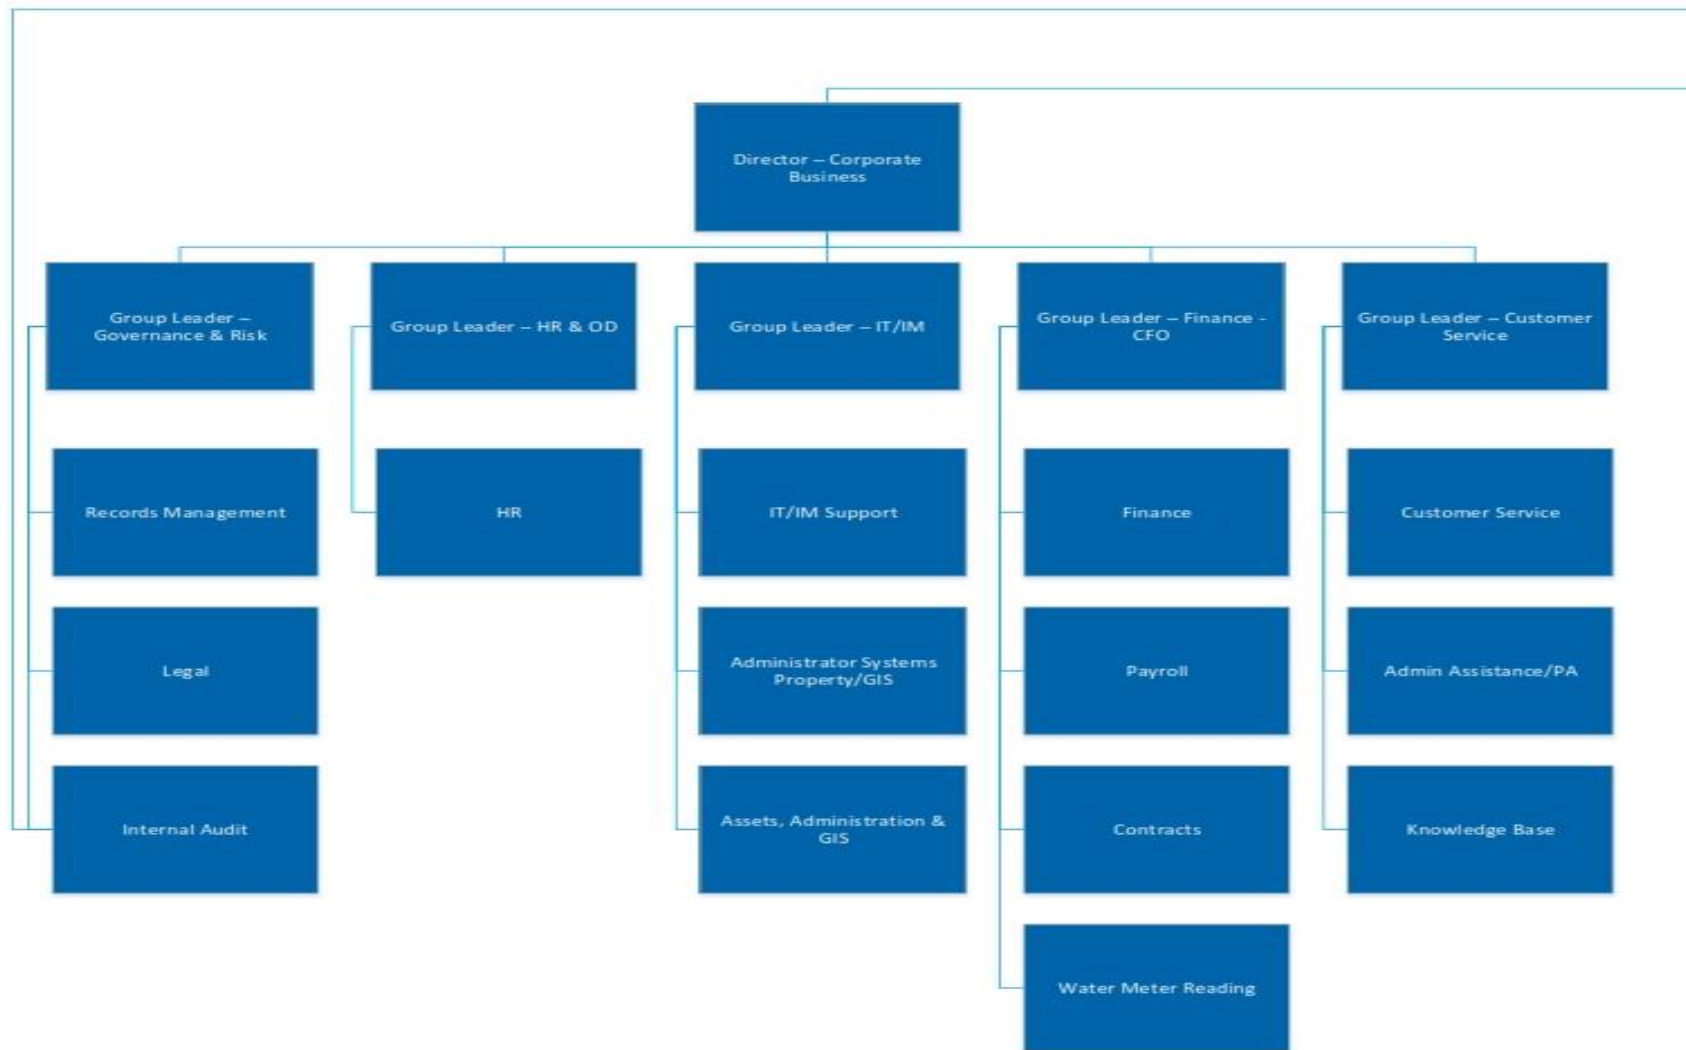 Director – Corporate
Business
Group Leader –
Governance & Risk
Group Leader – HR & OD
Group Leader – IT/IM
Group Leader – Finance -
CFO
Group Leader – Customer
Service
Records Management
HR
IT/IM Support
Finance
Customer Service
Legal
Administrator Systems
Property/GIS
Payroll
Admin Assistance/PA
Internal Audit
Assets, Administration &
GIS
Contracts
Knowledge Base
Water Meter Reading